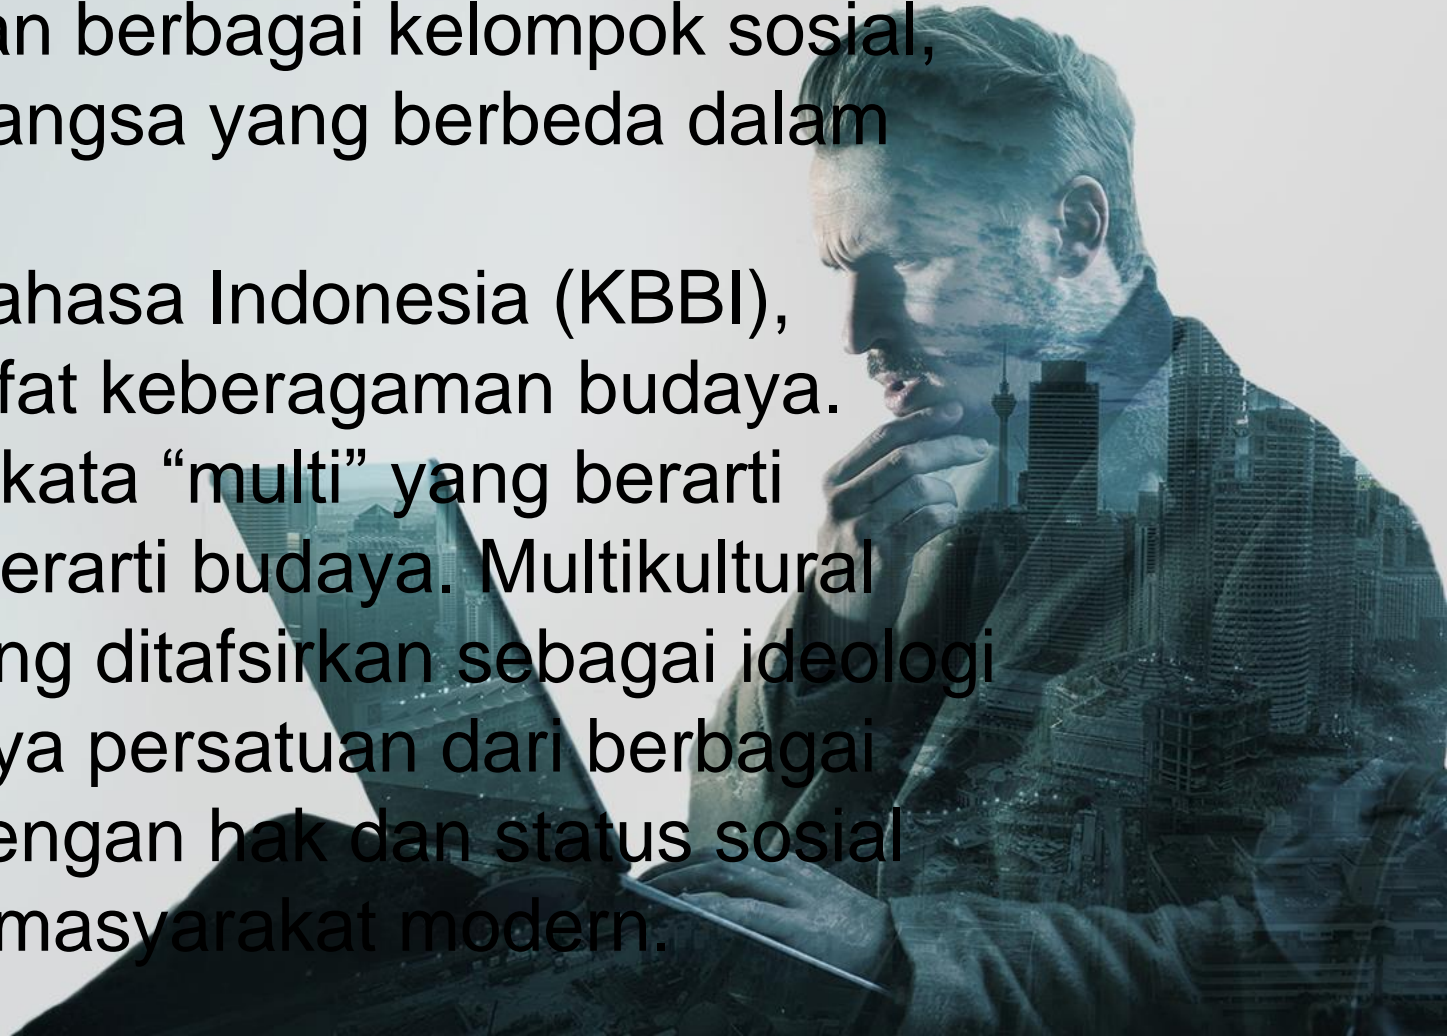 an berbagai kelompok sosial,
angsa yang berbeda dalam
ahasa Indonesia (KBBI),
fat keberagaman budaya.
kata “multi” yang berarti
erarti budaya. Multikultural
ng ditafsirkan sebagai ideologi
ya persatuan dari berbagai
engan hak dan status sosial
masyarakat modern.